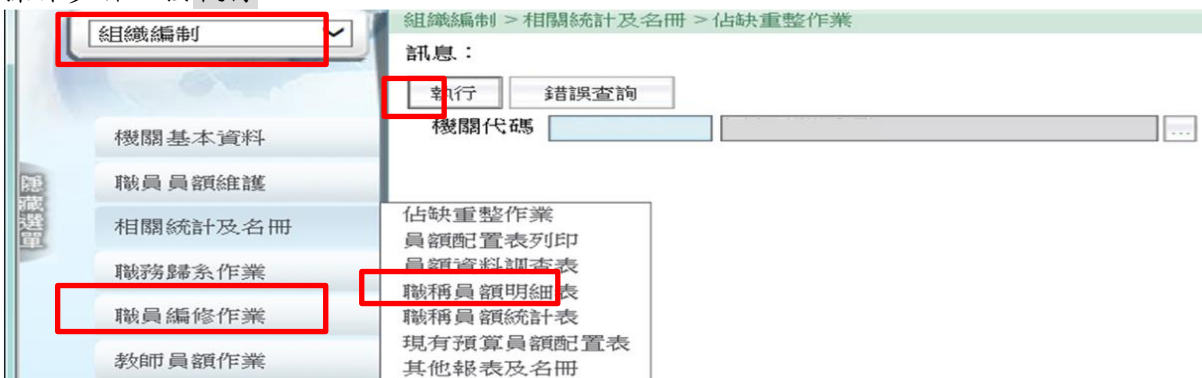 組織編制
組織編制 > 相關統計及名冊 > 佔缺重整作業
訊息：
執行 錯誤查詢
機關代碼 ...
機關基本資料
職員員額維護
相關統計及名冊
職務歸系作業
職員編修作業
教師員額作業
隱藏選單
佔缺重整作業
員額配置表列印
員額資料調查表
職稱員額明細表
職稱員額統計表
現有預算員額配置表
其他報表及名冊